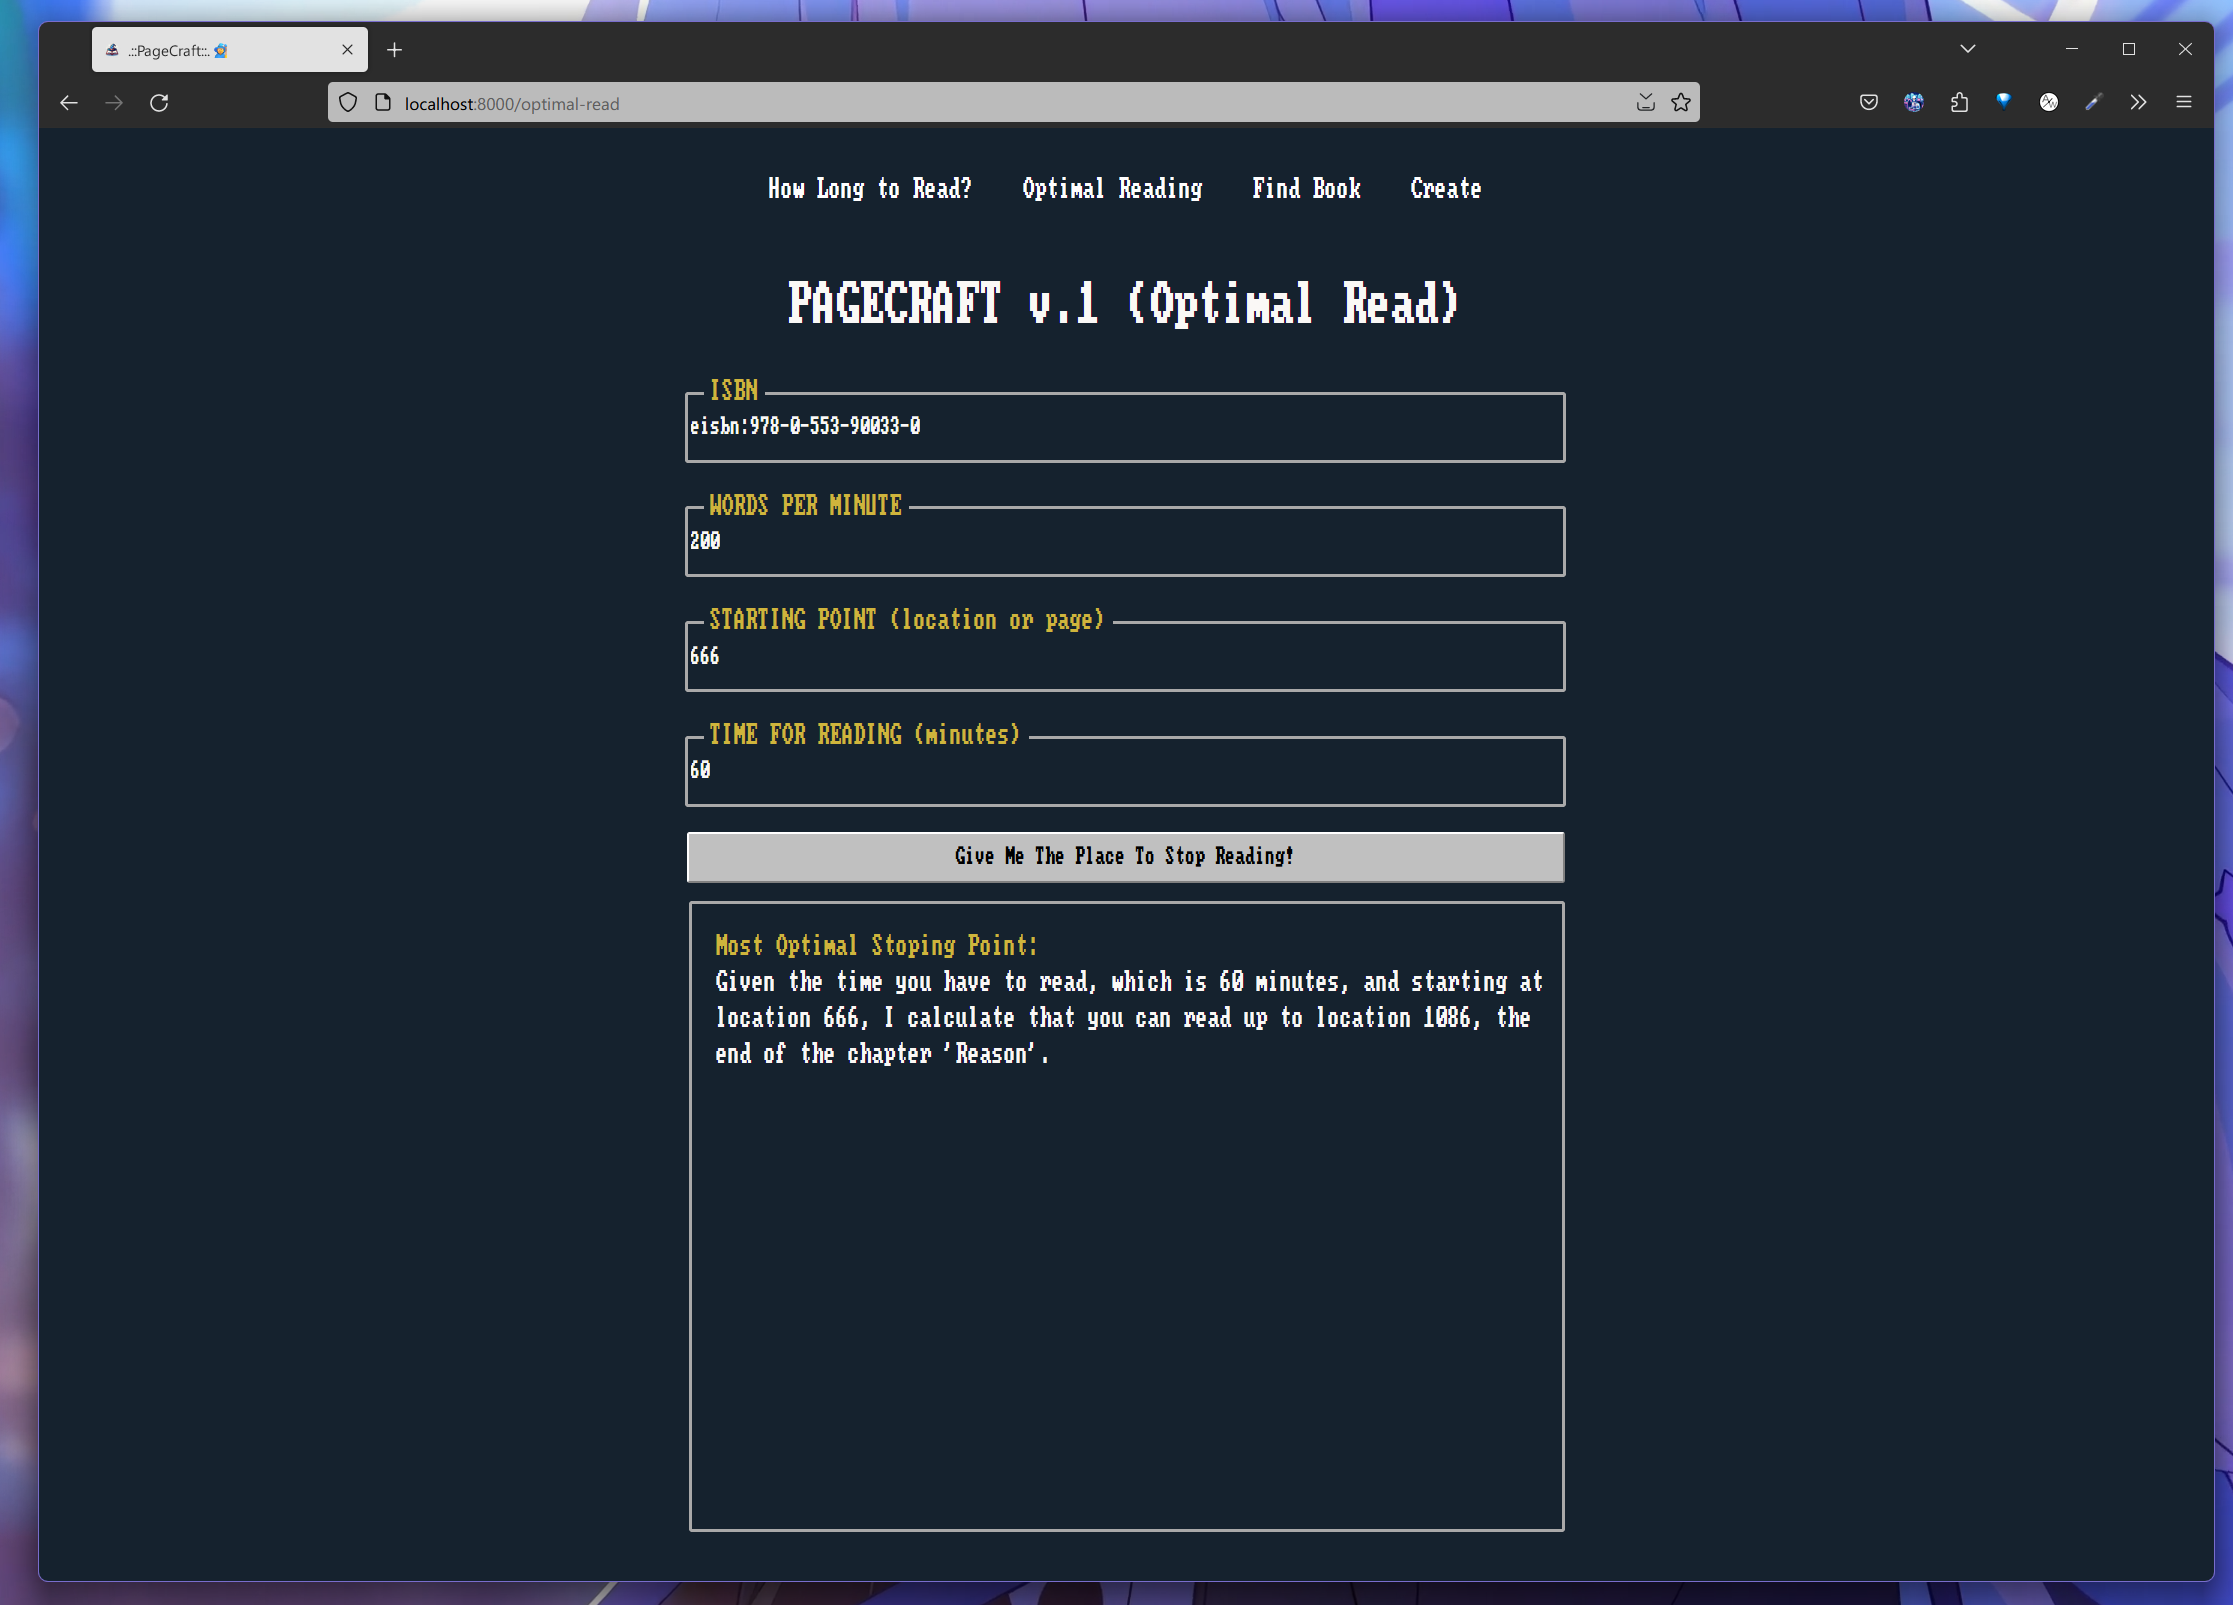 .::PageCraft::.
localhost:8000/optimal-read
How Long to Read? Optimal Reading Find Book Create
PAGECRAFT v.1 (Optimal Read)
ISBN
eisbn:978-0-553-90033-0
WORDS PER MINUTE
200
STARTING POINT (location or page)
666
TIME FOR READING (minutes)
60
Give Me The Place To Stop Reading!
Most Optimal Stoping Point:
Given the time you have to read, which is 60 minutes, and starting at
location 666, I calculate that you can read up to location 1086, the
end of the chapter 'Reason'.